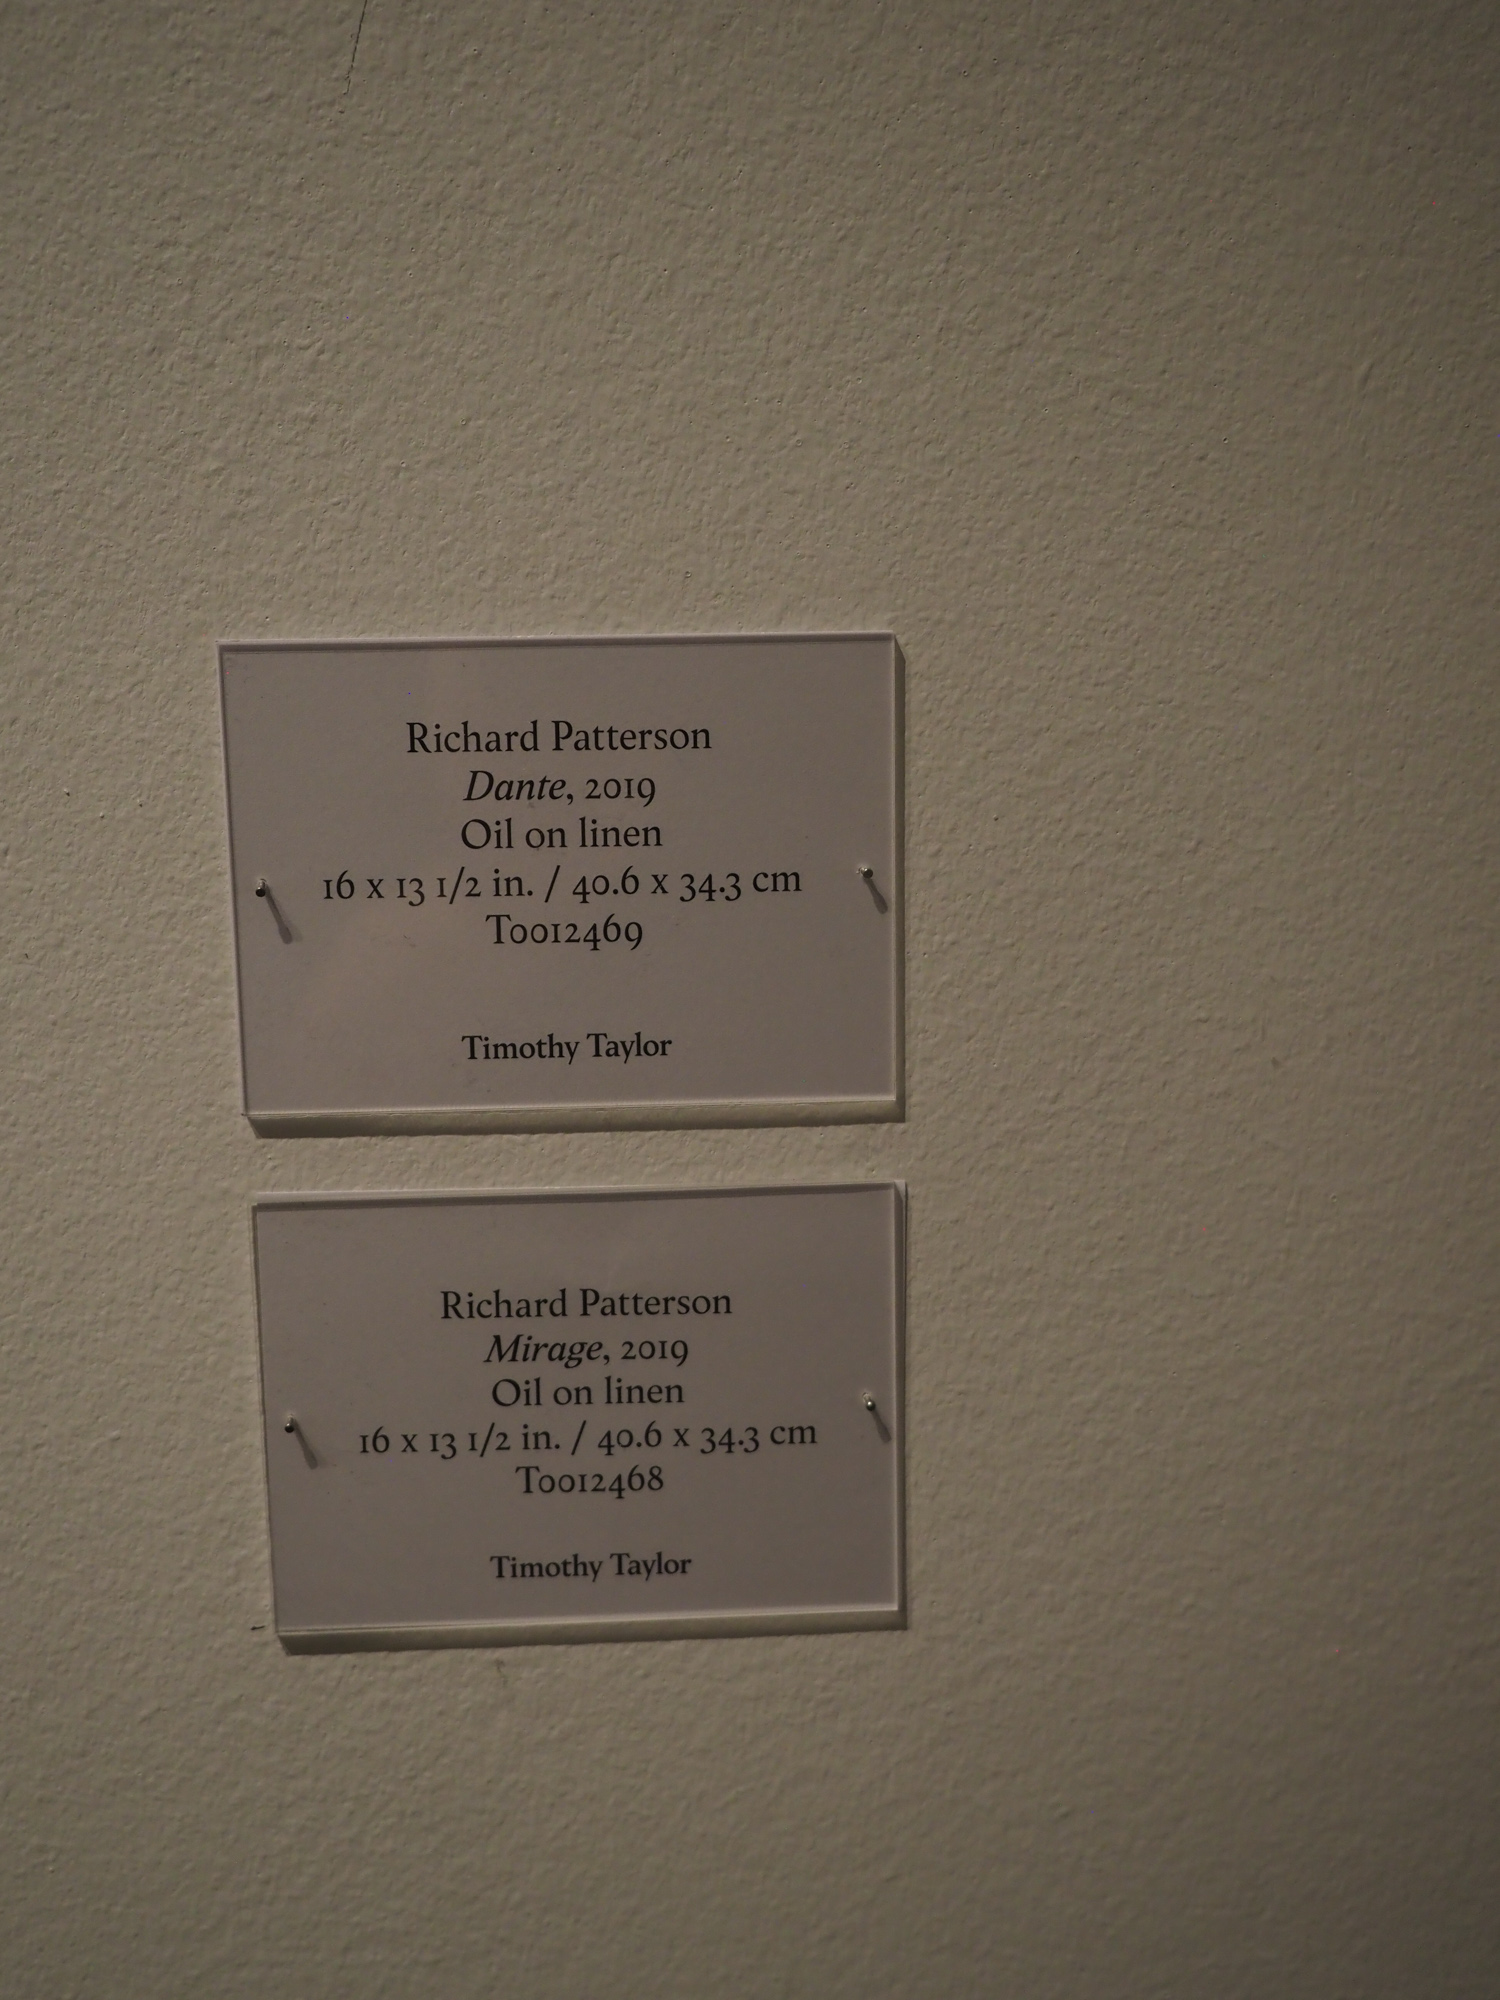 Richard Patterson
Dante, 2019
Oil on linen
16 x 13 1/2 in. / 40.6 x 34.3 cm
T0012469
Timothy Taylor
Richard Patterson
Mirage, 2019
Oil on linen
16 x 13 1/2 in. / 40.6 x 34.3 cm
T0012468
Timothy Taylor